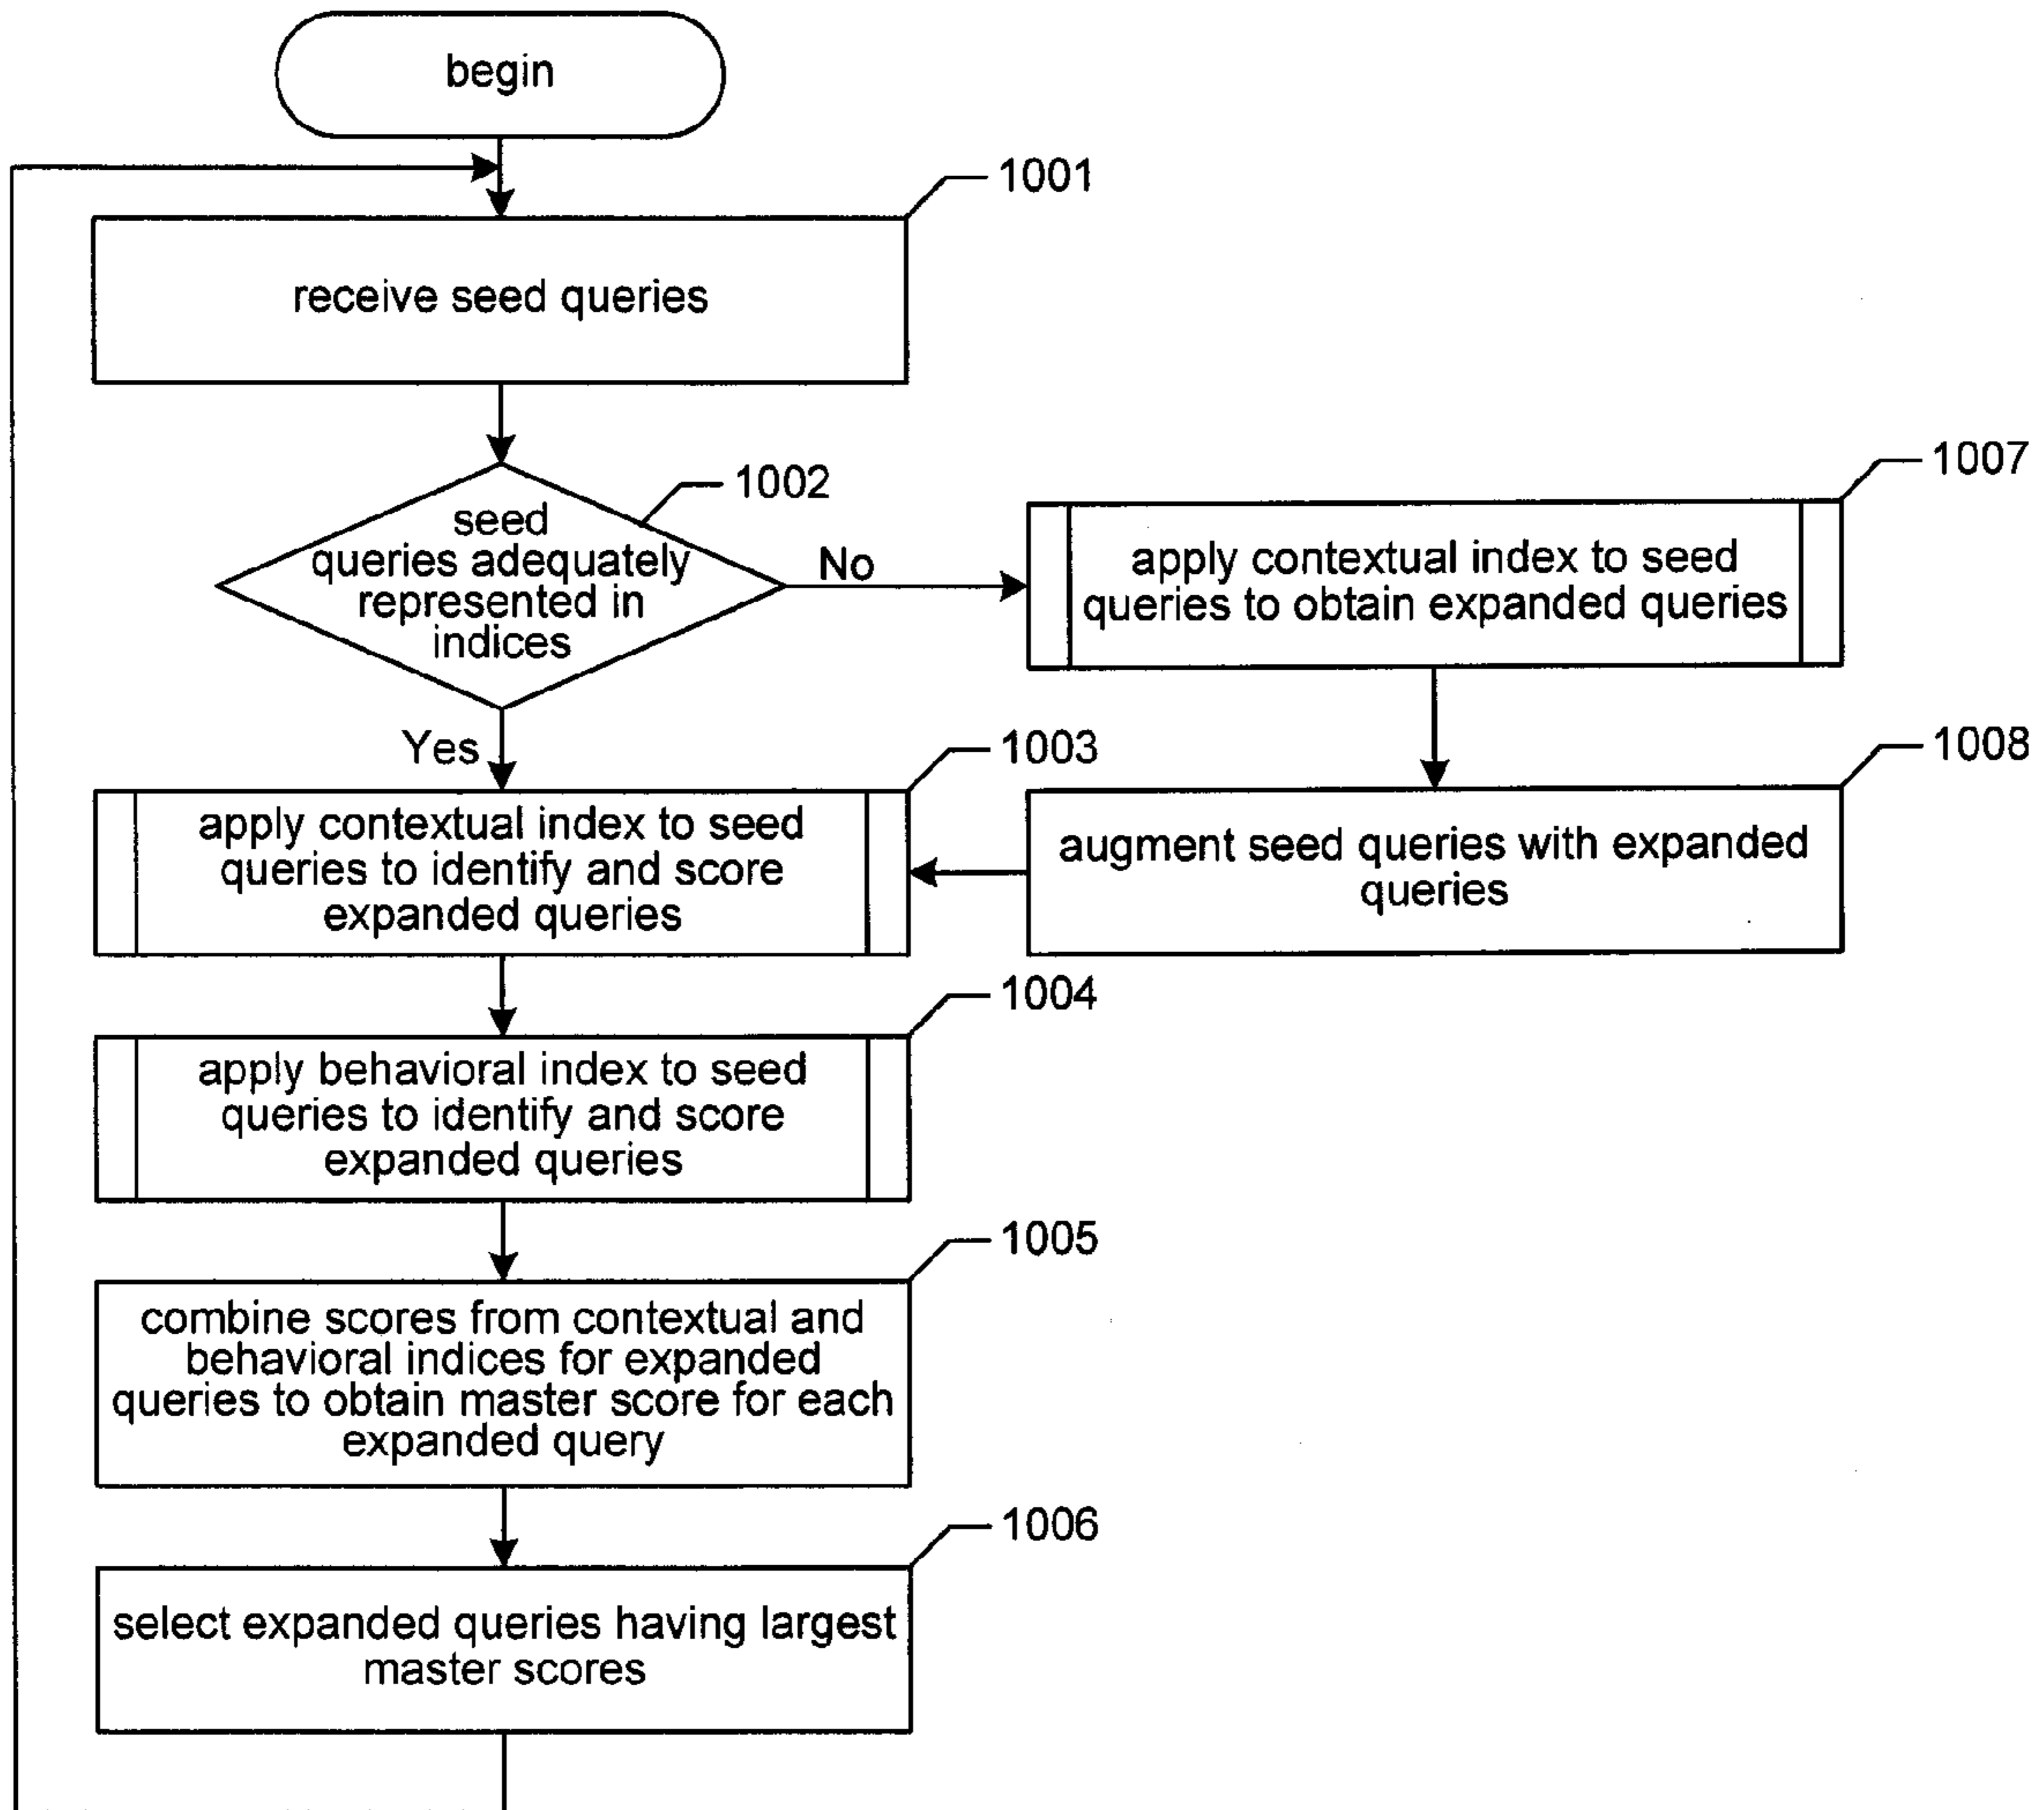 begin
1001
receive seed queries
1002
seed
queries adequately
represented in
indices
No
Yes
1007
apply contextual index to seed
queries to obtain expanded queries
1008
augment seed queries with expanded
queries
1003
apply contextual index to seed
queries to identify and score
expanded queries
1004
apply behavioral index to seed
queries to identify and score
expanded queries
1005
combine scores from contextual and
behavioral indices for expanded
queries to obtain master score for each
expanded query
1006
select expanded queries having largest
master scores